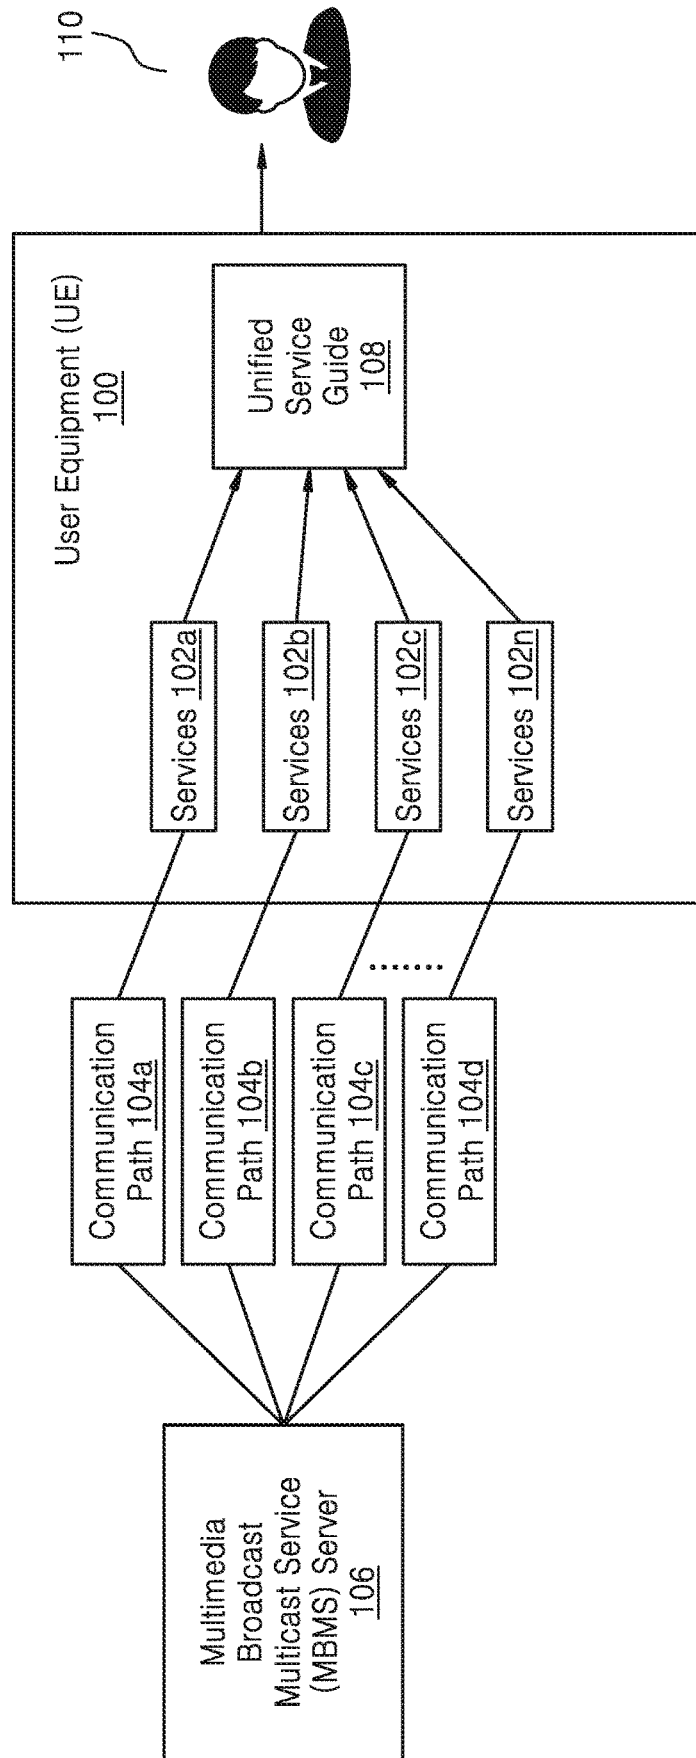 Multimedia
Broadcast
Multicast Service
(MBMS) Server
106
Communication
Path 104a
Communication
Path 104b
Communication
Path 104c
Communication
Path 104d
.......
User Equipment (UE)
100
Services 102a
Services 102b
Services 102c
Services 102n
Unified
Service
Guide
108
110